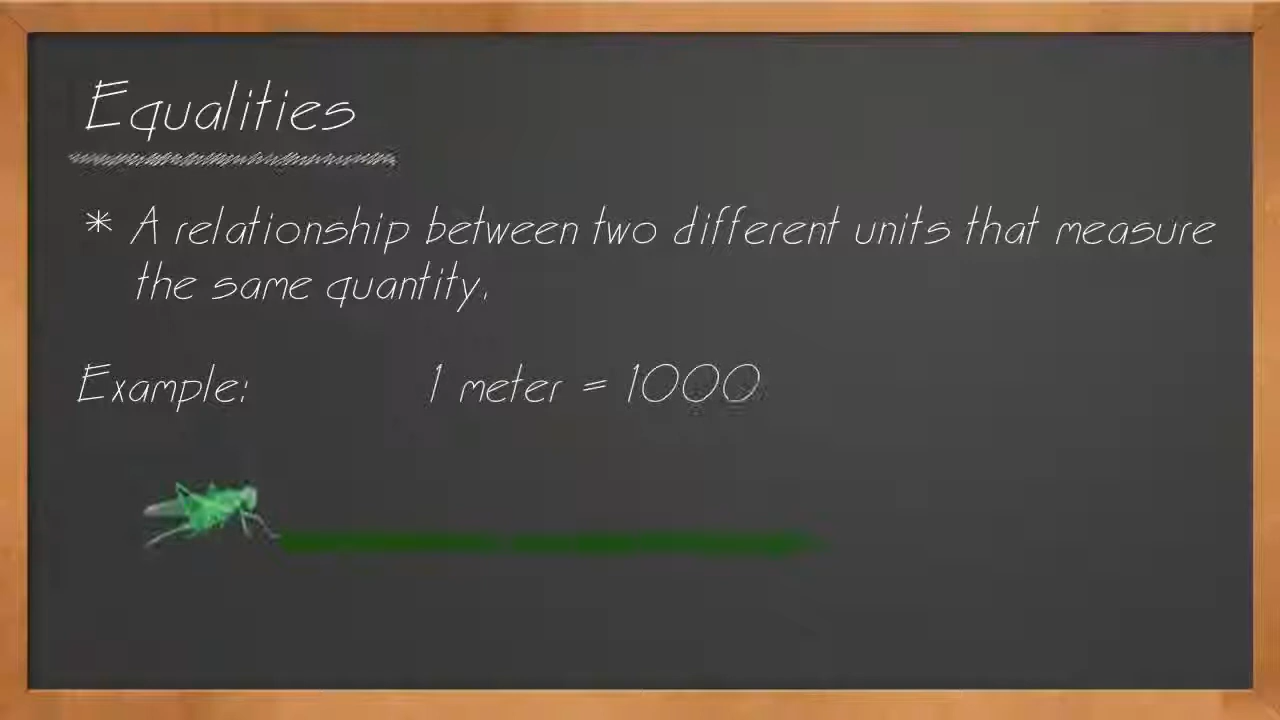 Equalities
* A relationship between two different units that measure
the same quantity.
Example: 1 meter = 1000